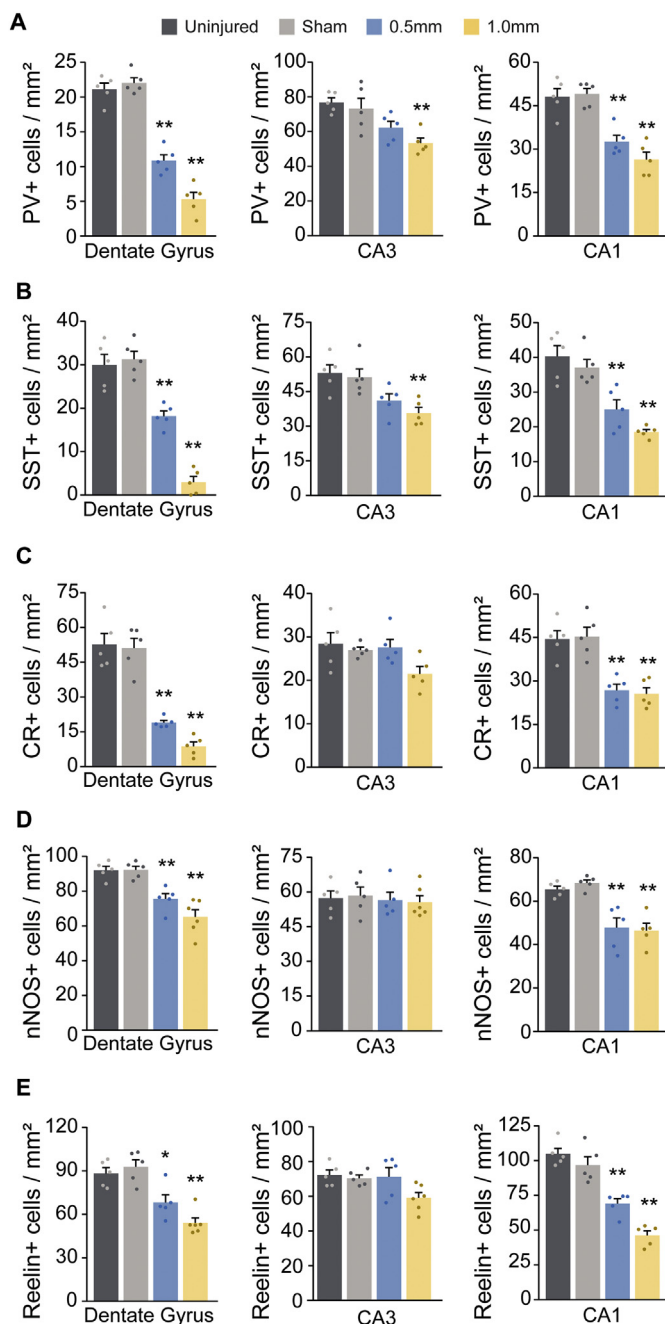 A
Uninjured Sham 0.5mm 1.0mm
PV+ cells / mm²
25
20
15
10
5
0
** **
Dentate Gyrus
PV+ cells / mm²
100
80
60
40
20
0
**
CA3
PV+ cells / mm²
60
45
30
15
0
** **
CA1
B
SST+ cells / mm²
40
30
20
10
0
** **
Dentate Gyrus
SST+ cells / mm²
75
60
45
30
15
0
**
CA3
SST+ cells / mm²
50
40
30
20
10
0
** **
CA1
C
CR+ cells / mm²
75
60
45
30
15
0
** **
Dentate Gyrus
CR+ cells / mm²
40
30
20
10
0
CA3
CR+ cells / mm²
60
45
30
15
0
** **
CA1
D
nNOS+ cells / mm²
100
80
60
40
20
0
** **
Dentate Gyrus
nNOS+ cells / mm²
75
60
45
30
15
0
CA3
nNOS+ cells / mm²
80
60
40
20
0
** **
CA1
E
Reelin+ cells / mm²
120
90
60
30
0
* **
Dentate Gyrus
Reelin+ cells / mm²
100
80
60
40
20
0
CA3
Reelin+ cells / mm²
125
100
75
50
25
0
** **
CA1